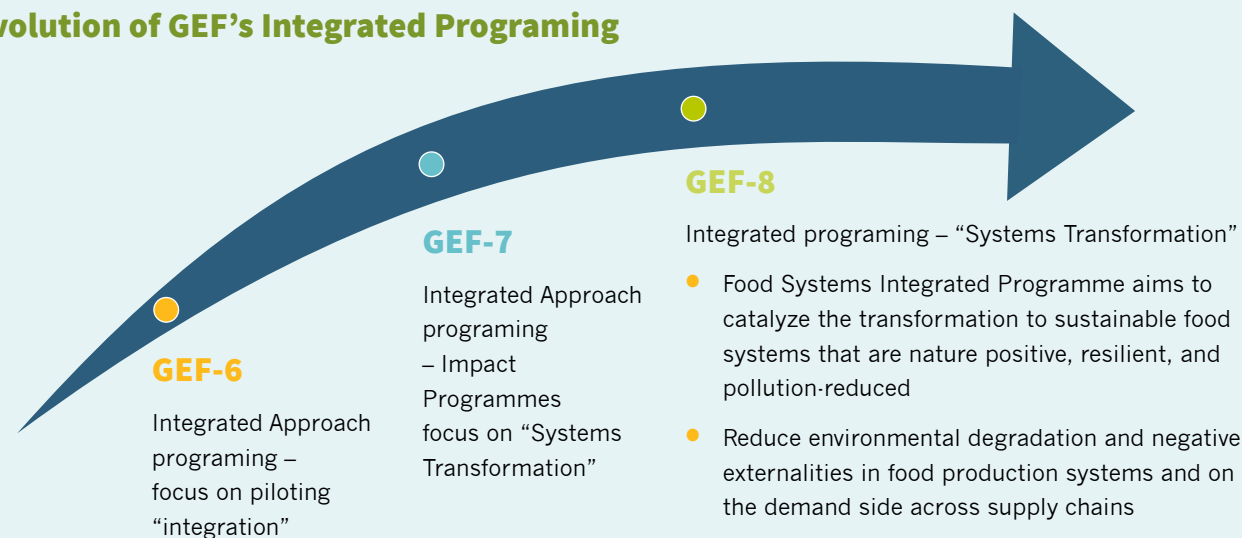 volution of GEF's Integrated Programing
GEF-6
Integrated Approach
programing –
focus on piloting
“integration”
GEF-7
Integrated Approach
programing
– Impact
Programmes
focus on “Systems
Transformation”
GEF-8
Integrated programing – “Systems Transformation”
Food Systems Integrated Programme aims to
catalyze the transformation to sustainable food
systems that are nature positive, resilient, and
pollution-reduced
Reduce environmental degradation and negative
externalities in food production systems and on
the demand side across supply chains